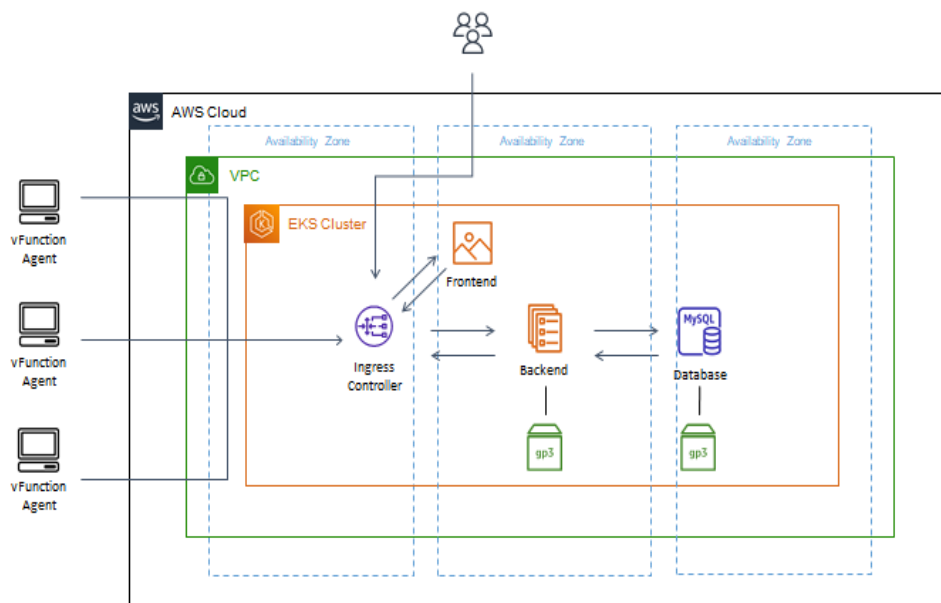 aws
AWS Cloud
Availability Zone
Availability Zone
Availability Zone
VPC
EKS Cluster
vFunction
Agent
vFunction
Agent
vFunction
Agent
Frontend
Ingress
Controller
Backend
MySQL
Database
gp3
gp3